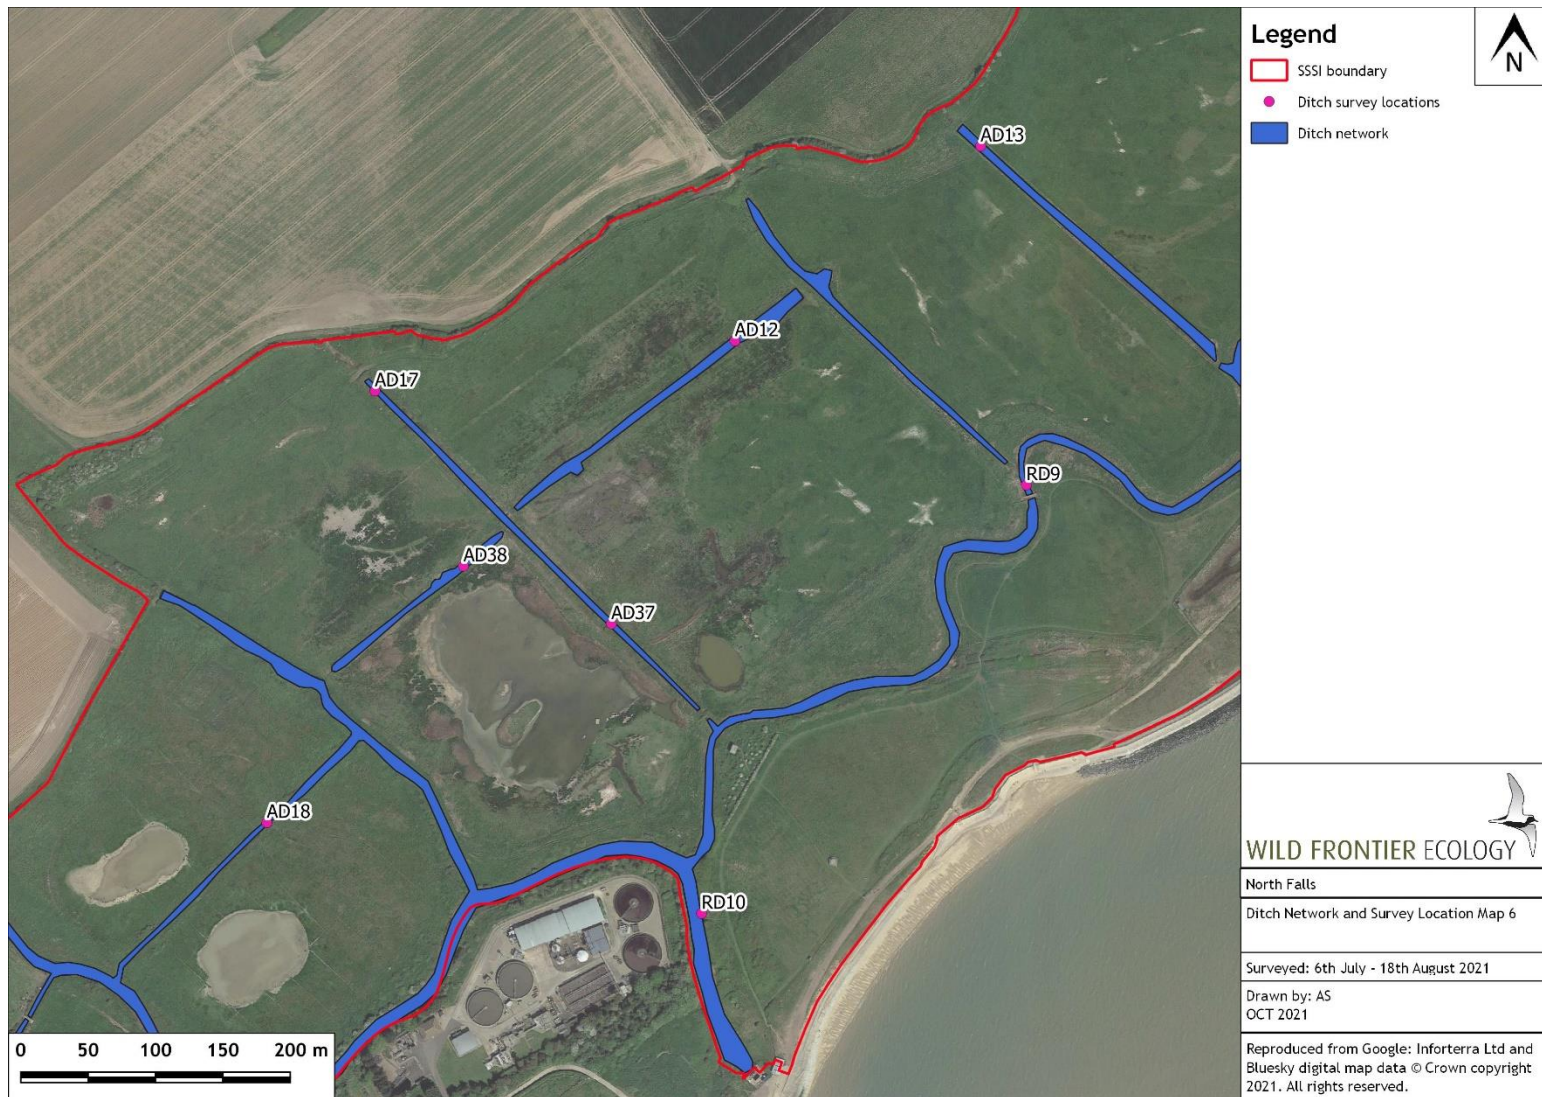 Legend
N
SSSI boundary
Ditch survey locations
Ditch network
AD13
AD12
AD17
RD9
AD38
AD37
AD18
RD10
0 50 100 150 200 m
WILD FRONTIER ECOLOGY
North Falls
Ditch Network and Survey Location Map 6
Surveyed: 6th July - 18th August 2021
Drawn by: AS
OCT 2021
Reproduced from Google: Inforterra Ltd and
Bluesky digital map data © Crown copyright
2021. All rights reserved.